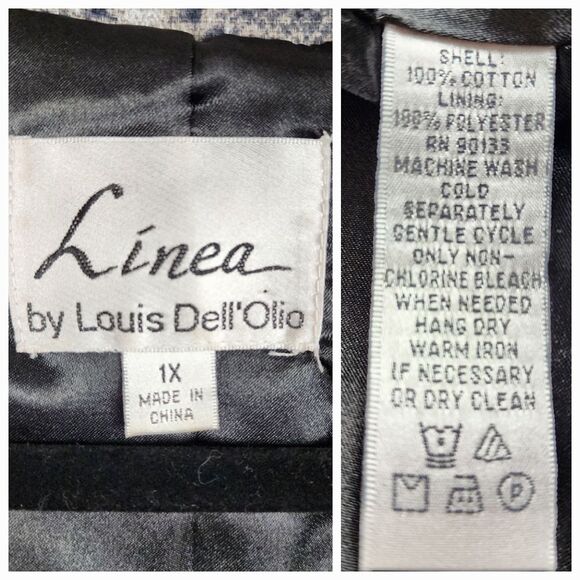 Linea
by Louis Dell'Olio
1X
MADE IN
CHINA
SHELL:
100% COTTON
LINING:
100% POLYESTER
RN 90133
MACHINE WASH
COLD
SEPARATELY
GENTLE CYCLE
ONLY NON-
CHLORINE BLEACH
WHEN NEEDED
HANG DRY
WARM IRON
IF NECESSARY
OR DRY CLEAN
P